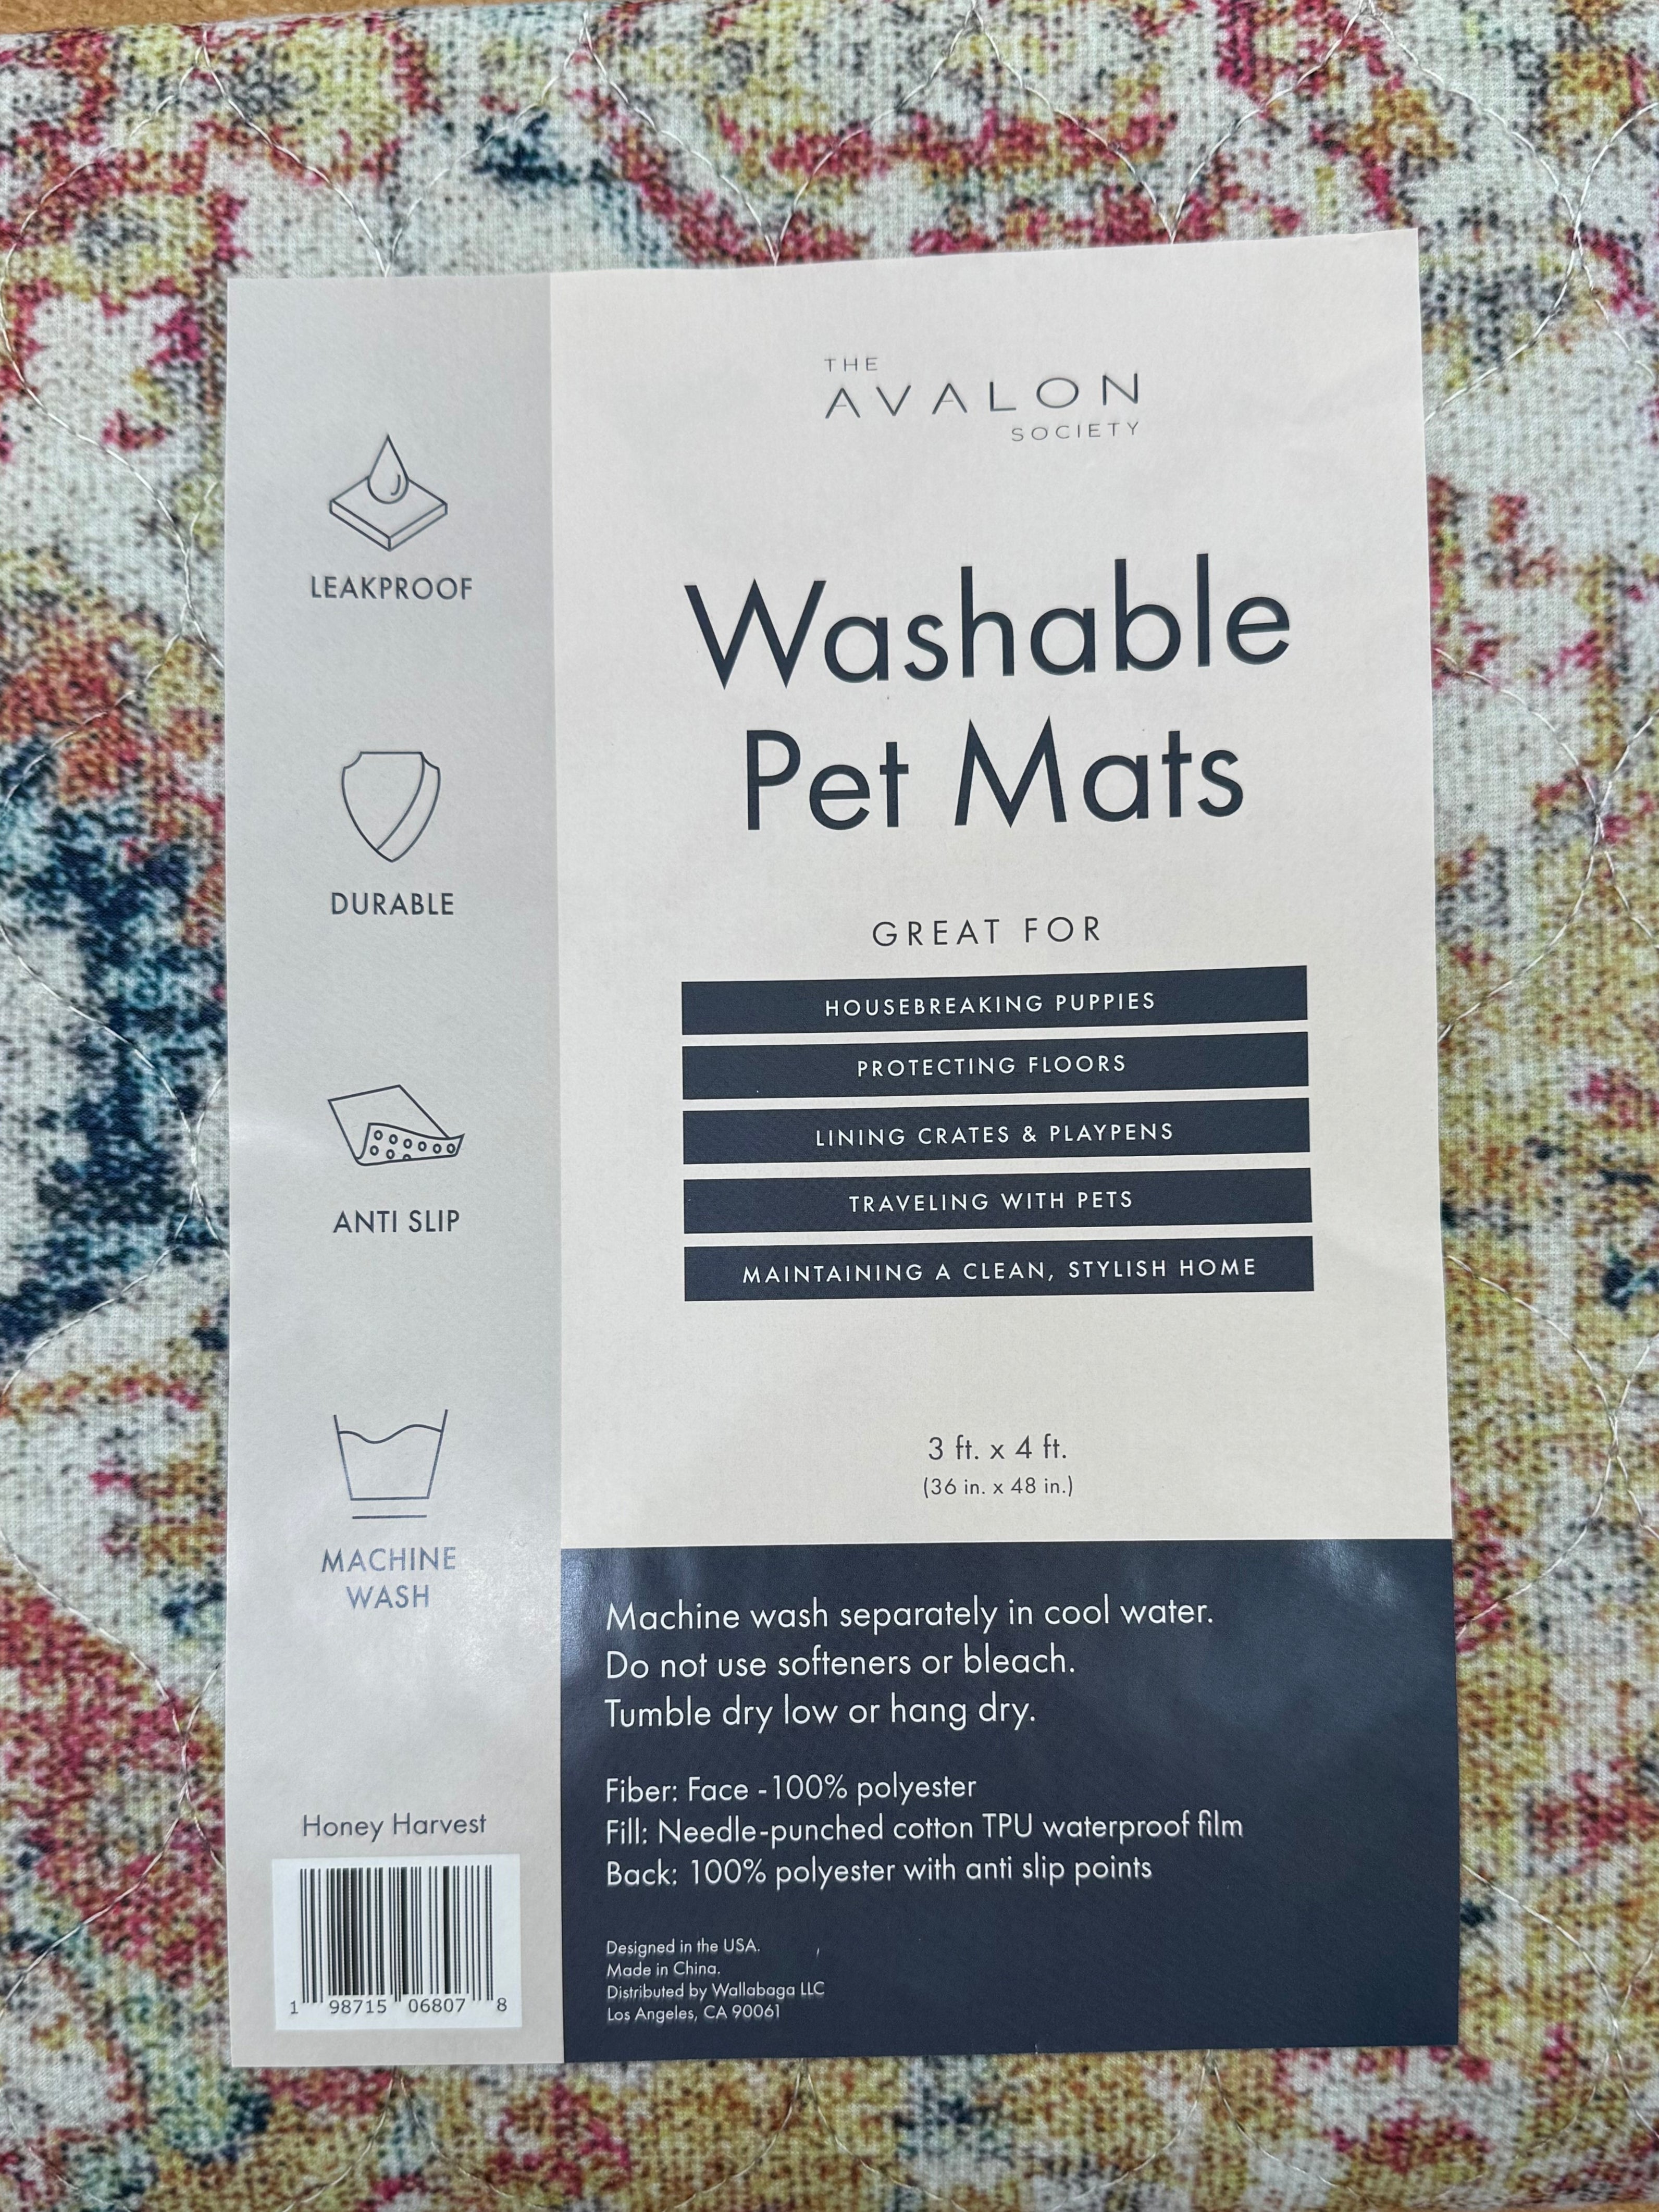 THE
AVALON
SOCIETY
Washable
Pet Mats
GREAT FOR
HOUSEBREAKING PUPPIES
PROTECTING FLOORS
LINING CRATES & PLAYPENS
TRAVELING WITH PETS
MAINTAINING A CLEAN, STYLISH HOME
3 ft. x 4 ft.
(36 in. x 48 in.)
LEAKPROOF
DURABLE
ANTI SLIP
MACHINE
WASH
Honey Harvest
1 98715 06807 8
Machine wash separately in cool water.
Do not use softeners or bleach.
Tumble dry low or hang dry.
Fiber: Face -100% polyester
Fill: Needle-punched cotton TPU waterproof film
Back: 100% polyester with anti slip points
Designed in the USA.
Made in China.
Distributed by Wallabaga LLC
Los Angeles, CA 90061